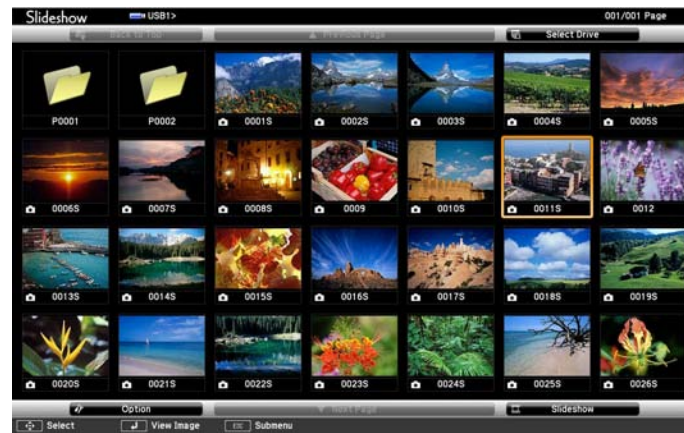 Slideshow USB1> 001/001 Page
Back to Top Previous Page Select Drive
P0001 P0002 0001S 0002S 0003S 0004S 0005S
0006S 0007S 0008S 0009 0010S 0011S 0012
0013S 0014S 0015S 0016S 0017S 0018S 0019S
0020S 0021S 0022S 0023S 0024S 0025S 0026S
Option Next Page Slideshow
Select View Image Esc Submenu